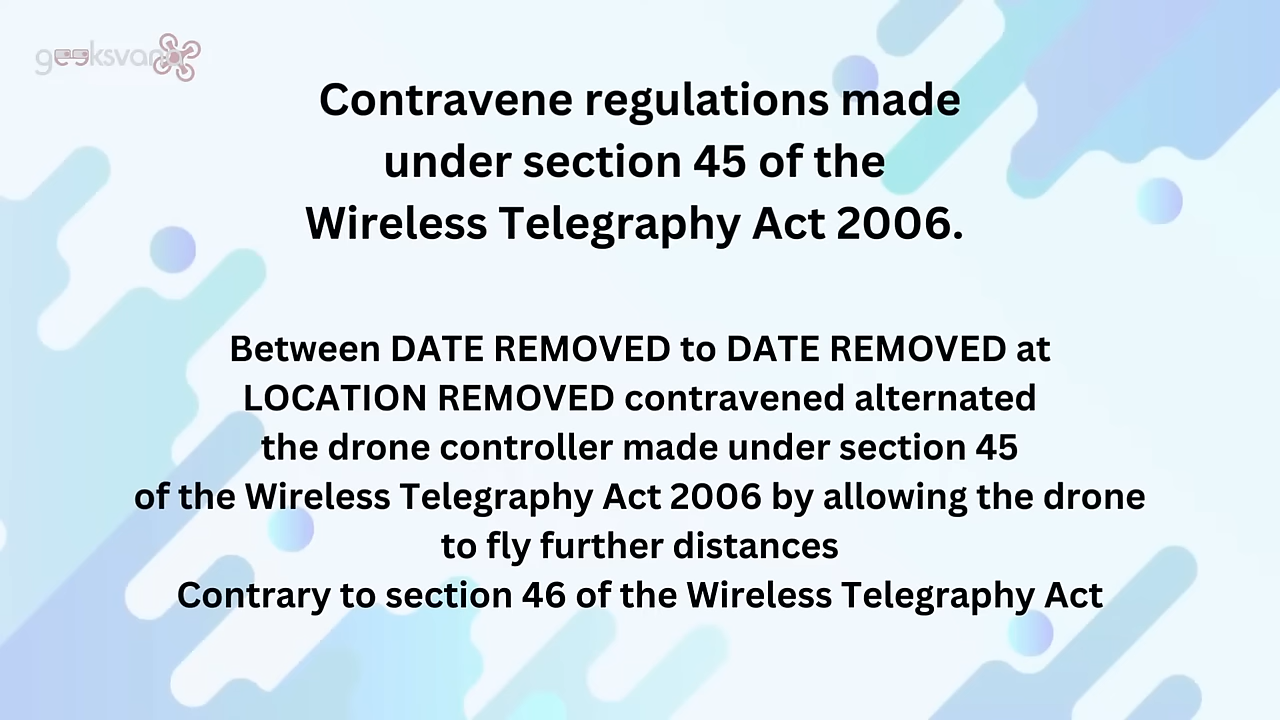 geeksvana
Contravene regulations made
under section 45 of the
Wireless Telegraphy Act 2006.
Between DATE REMOVED to DATE REMOVED at
LOCATION REMOVED contravened alternated
the drone controller made under section 45
of the Wireless Telegraphy Act 2006 by allowing the drone
to fly further distances
Contrary to section 46 of the Wireless Telegraphy Act